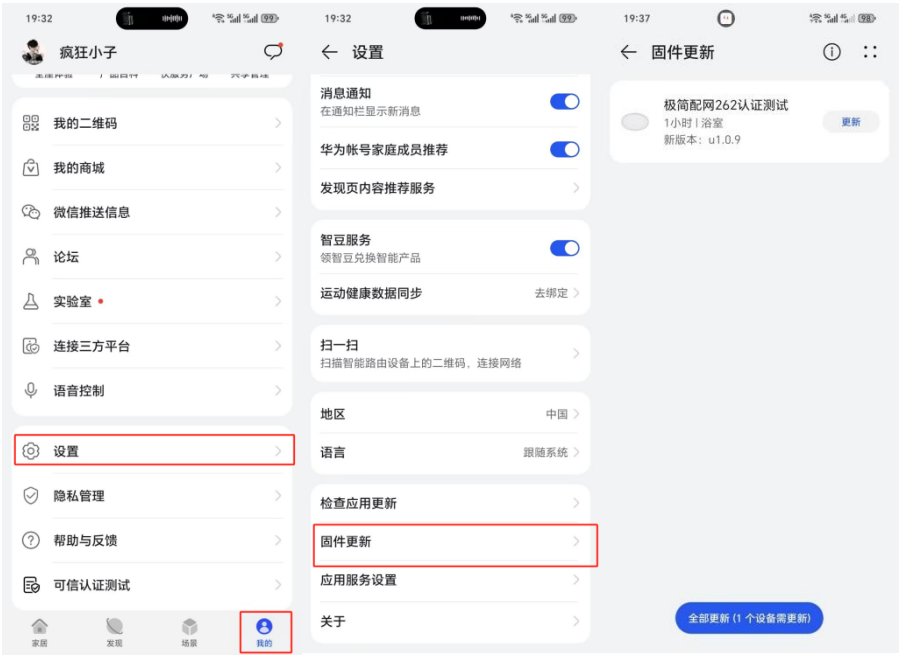 19:32
5G
5G
99
疯狂小子
我的二维码
我的商城
微信推送信息
论坛
实验室
连接三方平台
语音控制
设置
隐私管理
帮助与反馈
可信认证测试
家居
发现
场景
我的
19:32
5G
5G
99
设置
消息通知
在通知栏显示新消息
华为帐号家庭成员推荐
发现页内容推荐服务
智豆服务
领智豆兑换智能产品
运动健康数据同步
去绑定
扫一扫
扫描智能路由设备上的二维码，连接网络
地区
中国
语言
跟随系统
检查应用更新
固件更新
应用服务设置
关于
19:37
98
固件更新
极简配网262认证测试
1小时 | 浴室
新版本：u1.0.9
更新
全部更新 (1 个设备需更新)